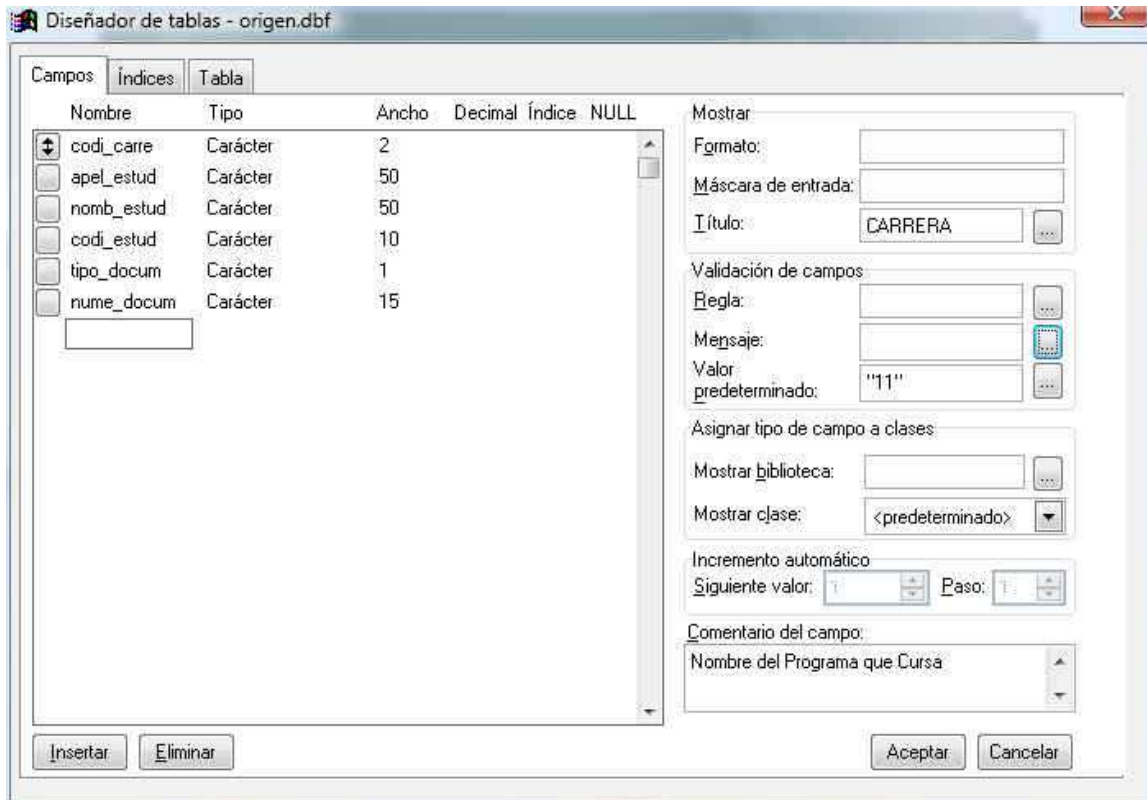 Diseñador de tablas - origen.dbf
X
Campos Índices Tabla
Nombre Tipo Ancho Decimal Índice NULL
codi_carre Carácter 2
apel_estud Carácter 50
nomb_estud Carácter 50
codi_estud Carácter 10
tipo_docum Carácter 1
nume_docum Carácter 15
Mostrar
Formato:
Máscara de entrada:
Título: CARRERA ...
Validación de campos
Regla: ...
Mensaje: ...
Valor
predeterminado: "11" ...
Asignar tipo de campo a clases
Mostrar biblioteca: ...
Mostrar clase: <predeterminado>
Incremento automático
Siguiente valor: 1 Paso: 1
Comentario del campo:
Nombre del Programa que Cursa
Insertar Eliminar Aceptar Cancelar